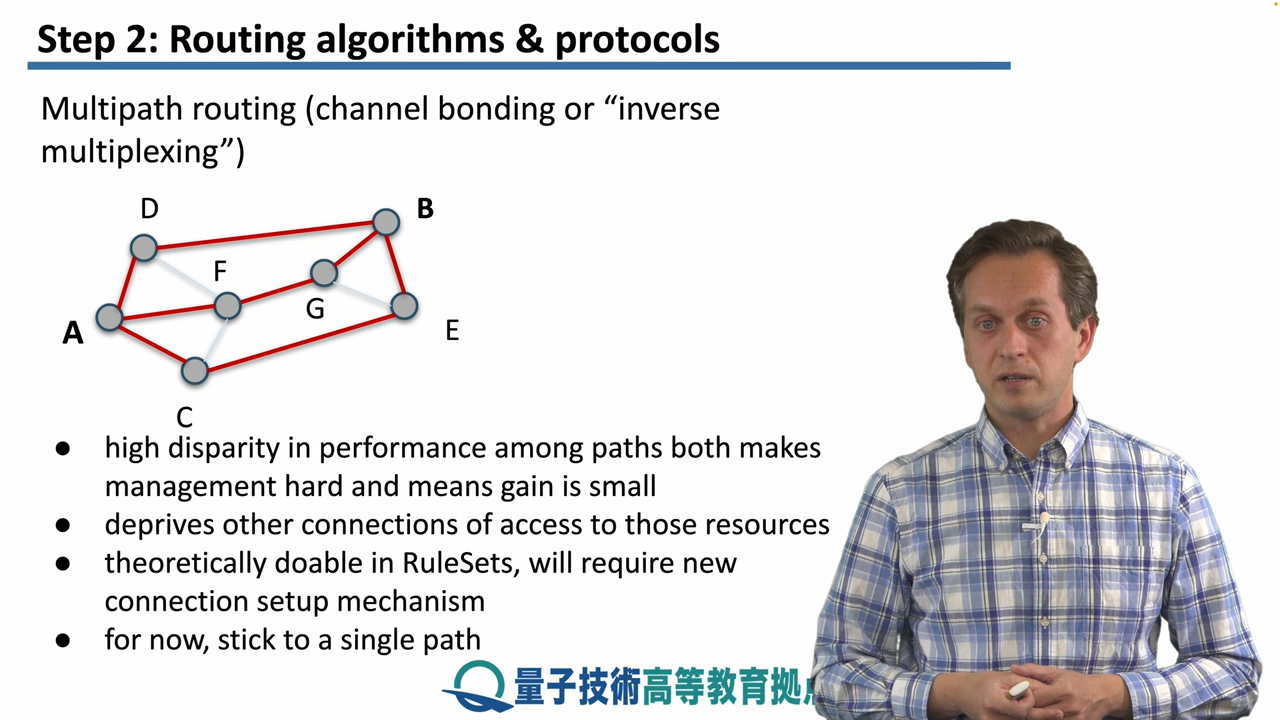 Step 2: Routing algorithms & protocols
Multipath routing (channel bonding or “inverse
multiplexing”)
D
B
F
G
A
E
C
● high disparity in performance among paths both makes
management hard and means gain is small
● deprives other connections of access to those resources
● theoretically doable in RuleSets, will require new
connection setup mechanism
● for now, stick to a single path
量子技術高等教育拠